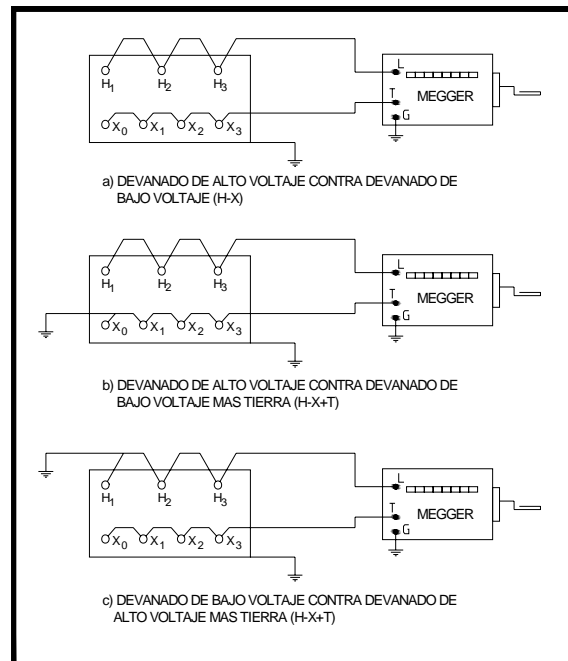 L
T
MEGGER
G
H1 H2 H3
X0 X1 X2 X3
a) DEVANADO DE ALTO VOLTAJE CONTRA DEVANADO DE
BAJO VOLTAJE (H-X)
L
T
MEGGER
G
H1 H2 H3
X0 X1 X2 X3
b) DEVANADO DE ALTO VOLTAJE CONTRA DEVANADO DE
BAJO VOLTAJE MAS TIERRA (H-X+T)
L
T
MEGGER
G
H1 H2 H3
X0 X1 X2 X3
c) DEVANADO DE BAJO VOLTAJE CONTRA DEVANADO DE
ALTO VOLTAJE MAS TIERRA (H-X+T)